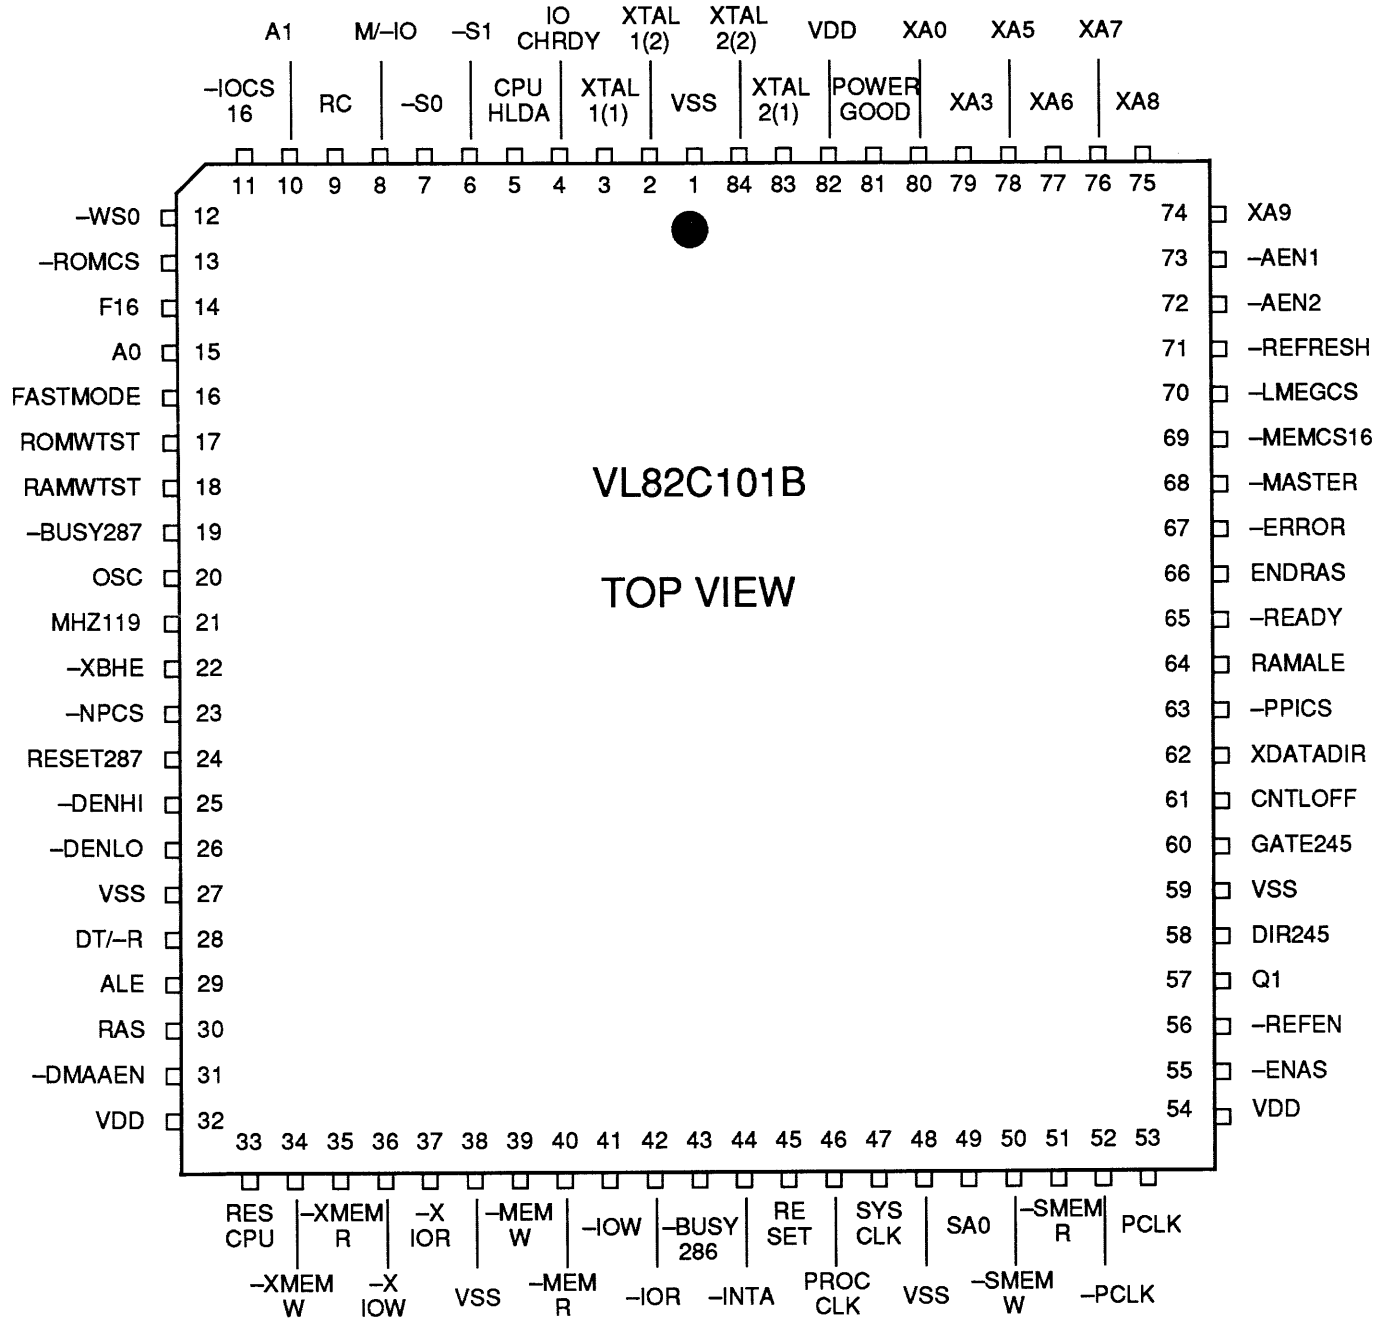 A1 M/–IO –S1 IO CHRDY XTAL 1(2) XTAL 2(2) VDD XA0 XA5 XA7
–IOCS 16 RC –S0 CPU HLDA XTAL 1(1) VSS XTAL 2(1) POWER GOOD XA3 XA6 XA8
11 10 9 8 7 6 5 4 3 2 1 84 83 82 81 80 79 78 77 76 75
–WS0 12 74 XA9
–ROMCS 13 73 –AEN1
F16 14 72 –AEN2
A0 15 71 –REFRESH
FASTMODE 16 70 –LMEGCS
ROMWTST 17 69 –MEMCS16
RAMWTST 18 VL82C101B 68 –MASTER
–BUSY287 19 67 –ERROR
OSC 20 TOP VIEW 66 ENDRAS
MHZ119 21 65 –READY
–XBHE 22 64 RAMALE
–NPCS 23 63 –PPICS
RESET287 24 62 XDATADIR
–DENHI 25 61 CNTLOFF
–DENLO 26 60 GATE245
VSS 27 59 VSS
DT/–R 28 58 DIR245
ALE 29 57 Q1
RAS 30 56 –REFEN
–DMAAEN 31 55 –ENAS
VDD 32 54 VDD
33 34 35 36 37 38 39 40 41 42 43 44 45 46 47 48 49 50 51 52 53
RES CPU –XMEM R –X IOR –MEM W –IOW –BUSY 286 RE SET SYS CLK SA0 –SMEM R PCLK
–XMEM W –X IOW VSS –MEM R –IOR –INTA PROC CLK VSS –SMEM W –PCLK